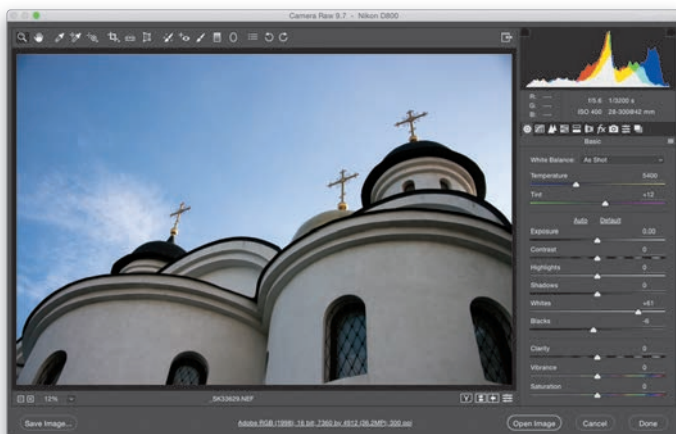 Camera Raw 9.7 - Nikon D800
R: ---
G: ---
B: ---
f/5.6 1/3200 s
ISO 400 28-300@42 mm
Basic
White Balance: As Shot
Temperature 5400
Tint +12
Auto Default
Exposure 0.00
Contrast 0
Highlights 0
Shadows 0
Whites +61
Blacks -6
Clarity 0
Vibrance 0
Saturation 0
12%
_SK33829.NEF
Y
Save Image...
Adobe RGB (1998); 16 bit; 7360 by 4912 (36.2MP); 300 ppi
Open Image Cancel Done